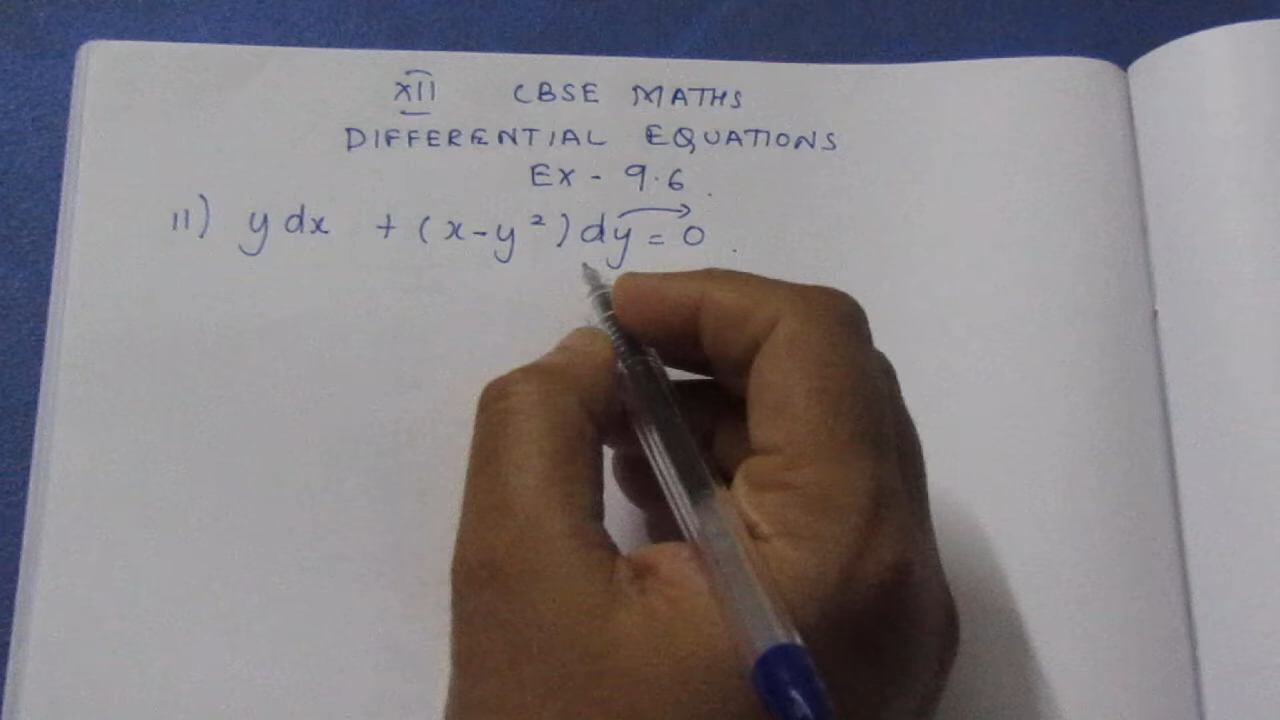 XII CBSE MATHS
DIFFERENTIAL EQUATIONS
EX - 9.6
11) y dx + (x-y²) dy = 0